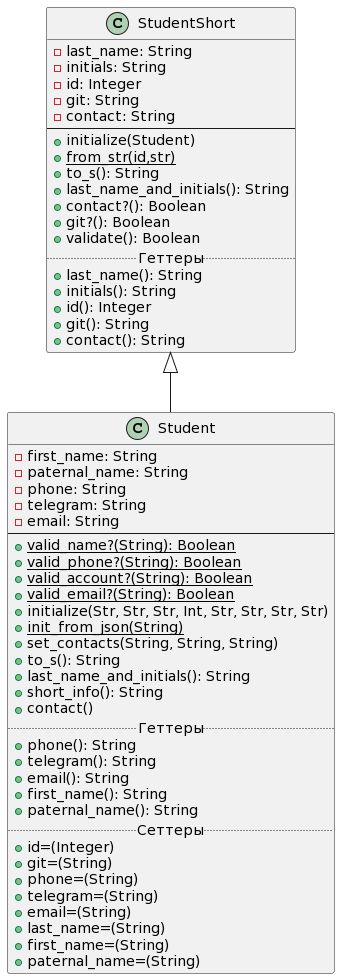 C StudentShort
last_name: String
initials: String
id: Integer
git: String
contact: String
initialize(Student)
from_str(id,str)
to_s(): String
last_name_and_initials(): String
contact?(): Boolean
git?(): Boolean
validate(): Boolean
Геттеры
last_name(): String
initials(): String
id(): Integer
git(): String
contact(): String
C Student
first_name: String
paternal_name: String
phone: String
telegram: String
email: String
valid_name?(String): Boolean
valid_phone?(String): Boolean
valid_account?(String): Boolean
valid_email?(String): Boolean
initialize(Str, Str, Str, Int, Str, Str, Str, Str)
init_from_json(String)
set_contacts(String, String, String)
to_s(): String
last_name_and_initials(): String
short_info(): String
contact()
Геттеры
phone(): String
telegram(): String
email(): String
first_name(): String
paternal_name(): String
Сеттеры
id=(Integer)
git=(String)
phone=(String)
telegram=(String)
email=(String)
last_name=(String)
first_name=(String)
paternal_name=(String)